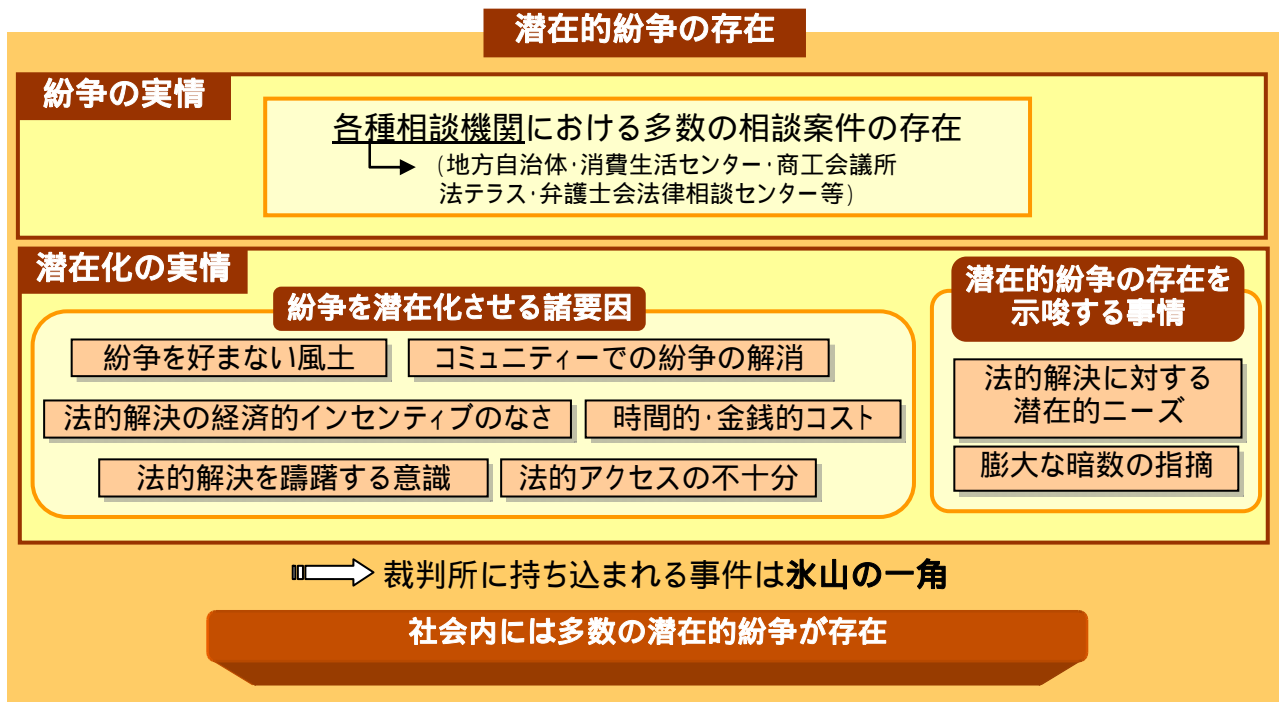 潜在的紛争の存在
紛争の実情
各種相談機関における多数の相談案件の存在
(地方自治体・消費生活センター・商工会議所
法テラス・弁護士会法律相談センター等)
潜在化の実情
紛争を潜在化させる諸要因
紛争を好まない風土
コミュニティーでの紛争の解消
法的解決の経済的インセンティブのなさ
時間的・金銭的コスト
法的解決を躊躇する意識
法的アクセスの不十分
潜在的紛争の存在を
示唆する事情
法的解決に対する
潜在的ニーズ
膨大な暗数の指摘
裁判所に持ち込まれる事件は氷山の一角
社会内には多数の潜在的紛争が存在